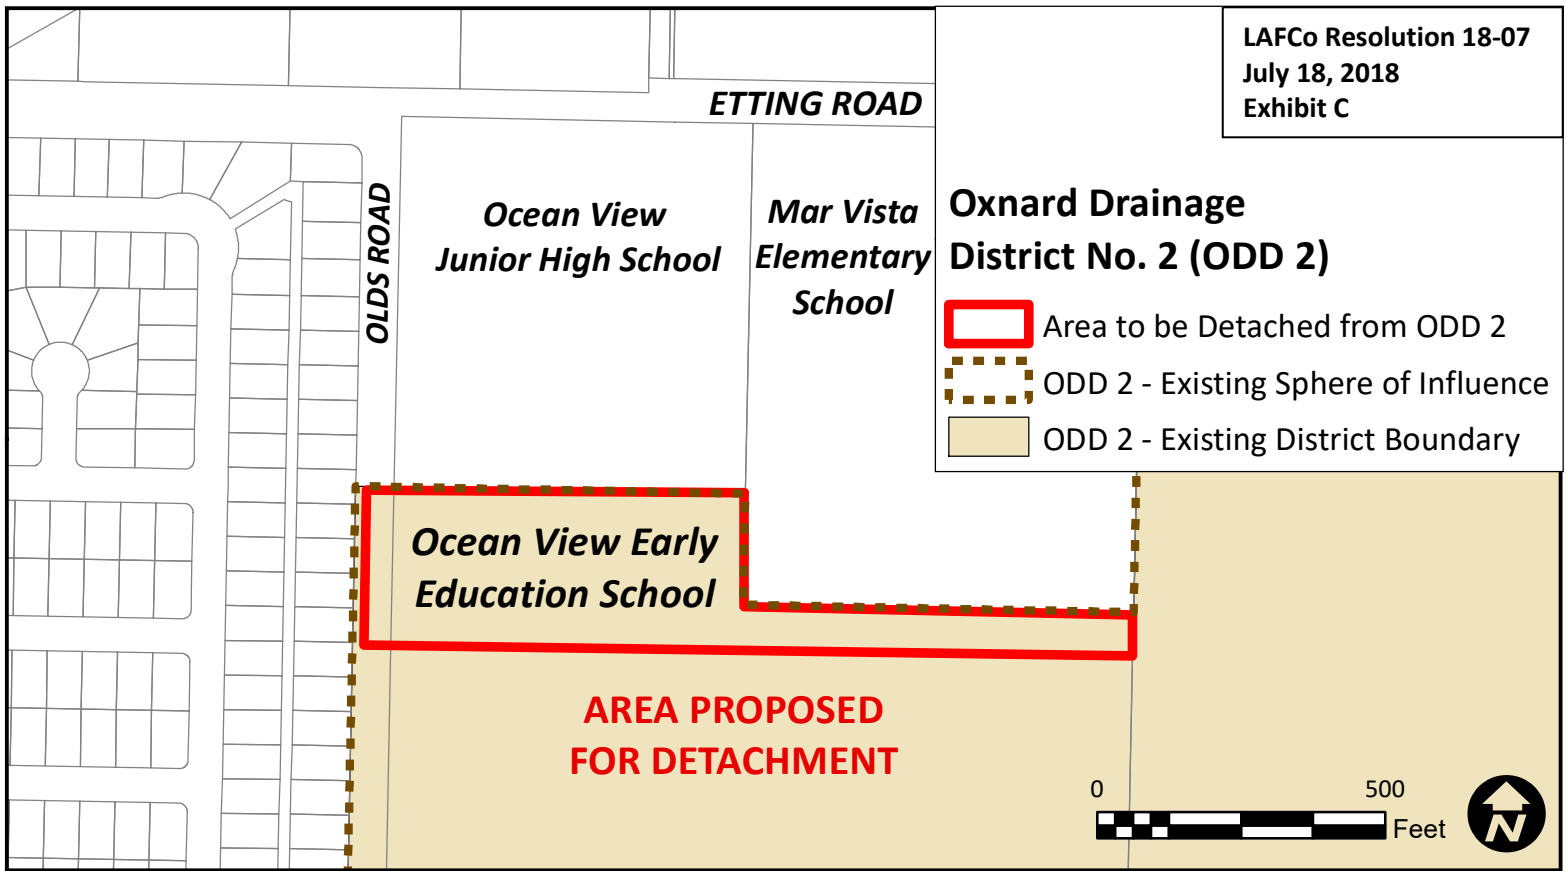 LAFCo Resolution 18-07
July 18, 2018
Exhibit C
ETTING ROAD
OLDS ROAD
Ocean View
Junior High School
Mar Vista
Elementary
School
Oxnard Drainage
District No. 2 (ODD 2)
Area to be Detached from ODD 2
ODD 2 - Existing Sphere of Influence
ODD 2 - Existing District Boundary
Ocean View Early
Education School
AREA PROPOSED
FOR DETACHMENT
0 500
Feet
N